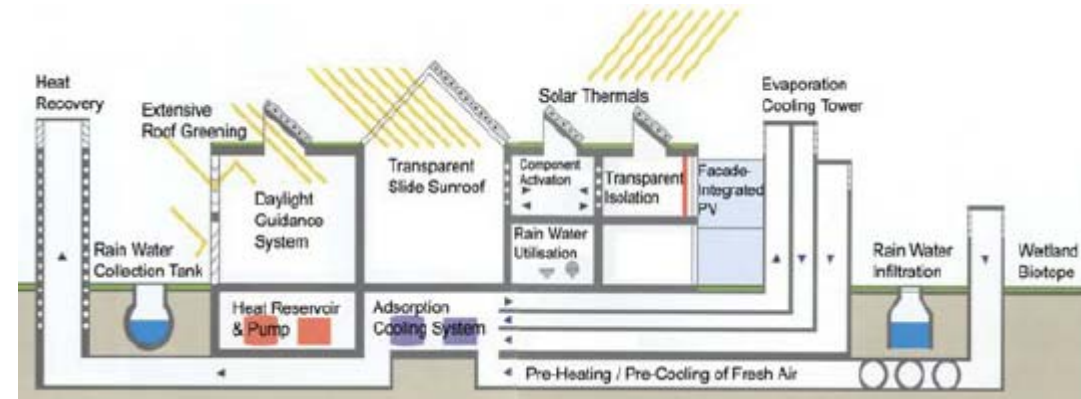 Heat
Recovery
Extensive
Roof Greening
Solar Thermals
Evaporation
Cooling Tower
Daylight
Guidance
System
Transparent
Slide Sunroof
Component
Activation
Transparent
Isolation
Facade-
Integrated
PV
Rain Water
Collection Tank
Rain Water
Utilisation
Rain Water
Infiltration
Wetland
Biotope
Heat Reservoir
& Pump
Adsorption
Cooling System
Pre-Heating / Pre-Cooling of Fresh Air